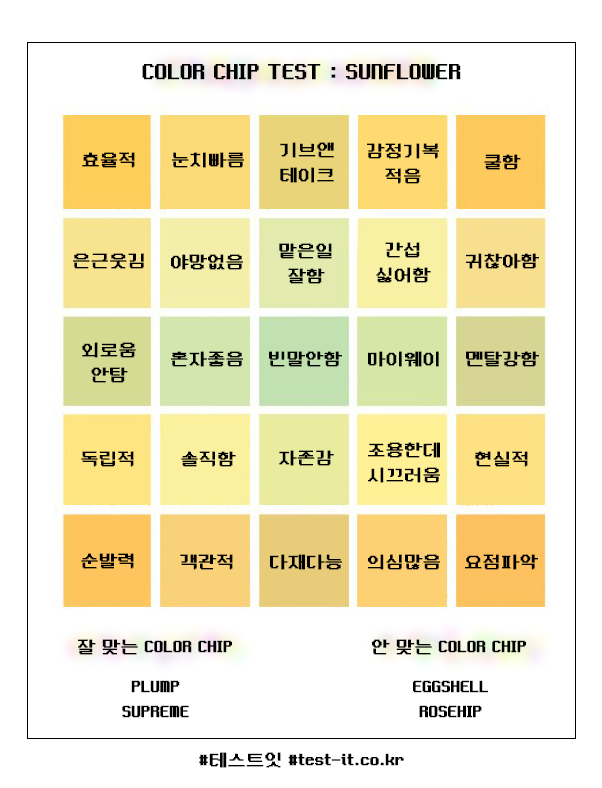 COLOR CHIP TEST : SUNFLOWER
효율적 눈치빠름 기브앤 테이크 감정기복 적음 쿨함
은근웃김 야망없음 맡은일 잘함 간섭 싫어함 귀찮아함
외로움 안탐 혼자좋음 빈말안함 마이웨이 멘탈강함
독립적 솔직함 자존감 조용한데 시끄러움 현실적
순발력 객관적 다재다능 의심많음 요점파악
잘 맞는 COLOR CHIP
PLUMP
SUPREME
안 맞는 COLOR CHIP
EGGSHELL
ROSEHIP
#테스트잇 #test-it.co.kr